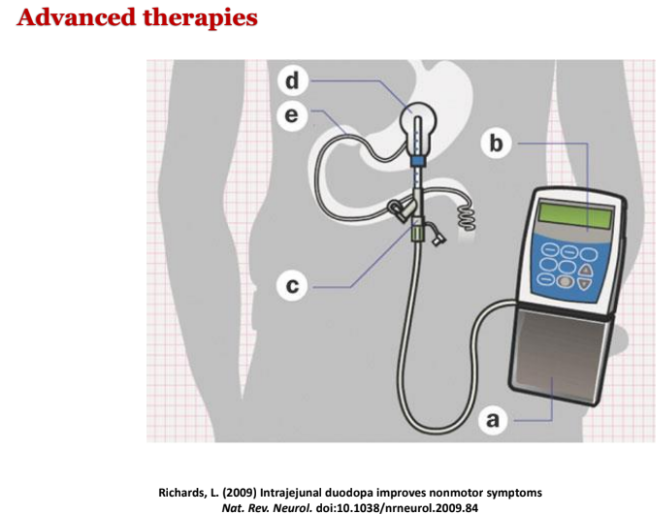 Advanced therapies
d
e
b
c
a
Richards, L. (2009) Intrajejunal duodopa improves nonmotor symptoms
Nat. Rev. Neurol. doi:10.1038/nrneurol.2009.84